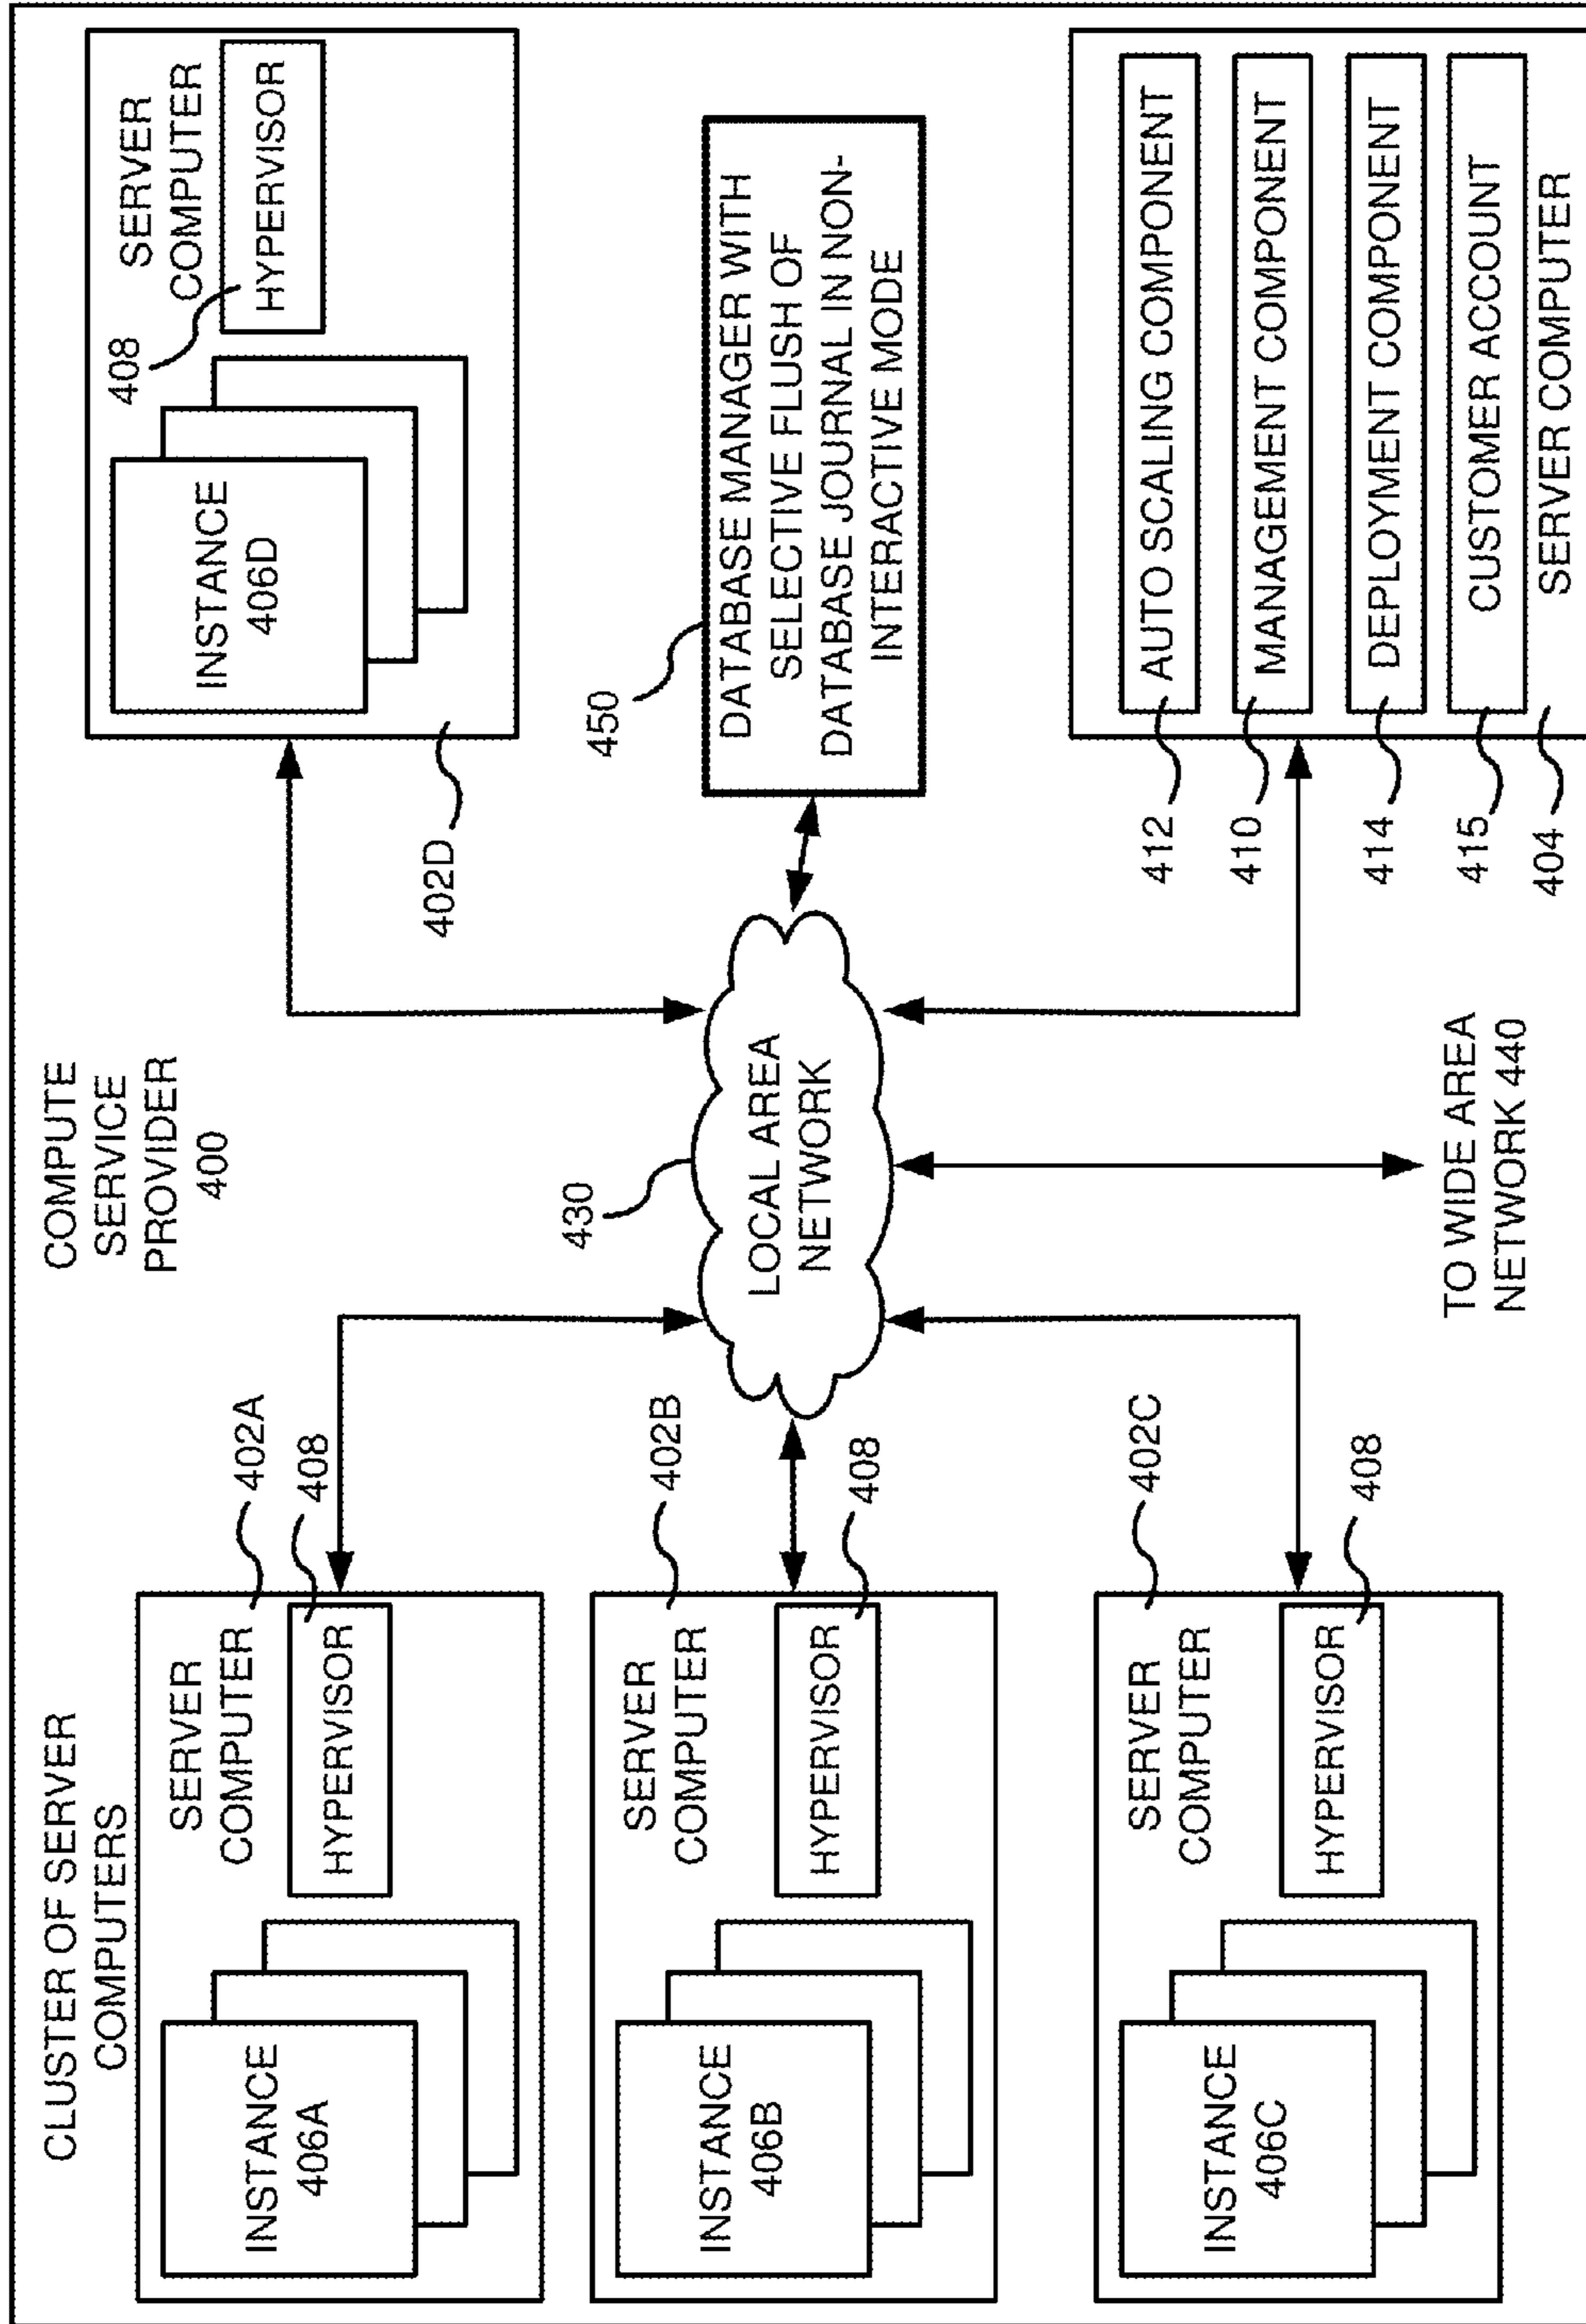 CLUSTER OF SERVER
COMPUTERS
COMPUTE
SERVICE
PROVIDER
400
SERVER
COMPUTER
HYPERVISOR
INSTANCE
406A
402A
408
SERVER
COMPUTER
HYPERVISOR
INSTANCE
406B
402B
408
SERVER
COMPUTER
HYPERVISOR
INSTANCE
406C
402C
408
LOCAL AREA
NETWORK
430
TO WIDE AREA
NETWORK 440
SERVER
COMPUTER
HYPERVISOR
408
INSTANCE
406D
402D
450
DATABASE MANAGER WITH
SELECTIVE FLUSH OF
DATABASE JOURNAL IN NON-
INTERACTIVE MODE
412
AUTO SCALING COMPONENT
410
MANAGEMENT COMPONENT
414
DEPLOYMENT COMPONENT
415
CUSTOMER ACCOUNT
404
SERVER COMPUTER